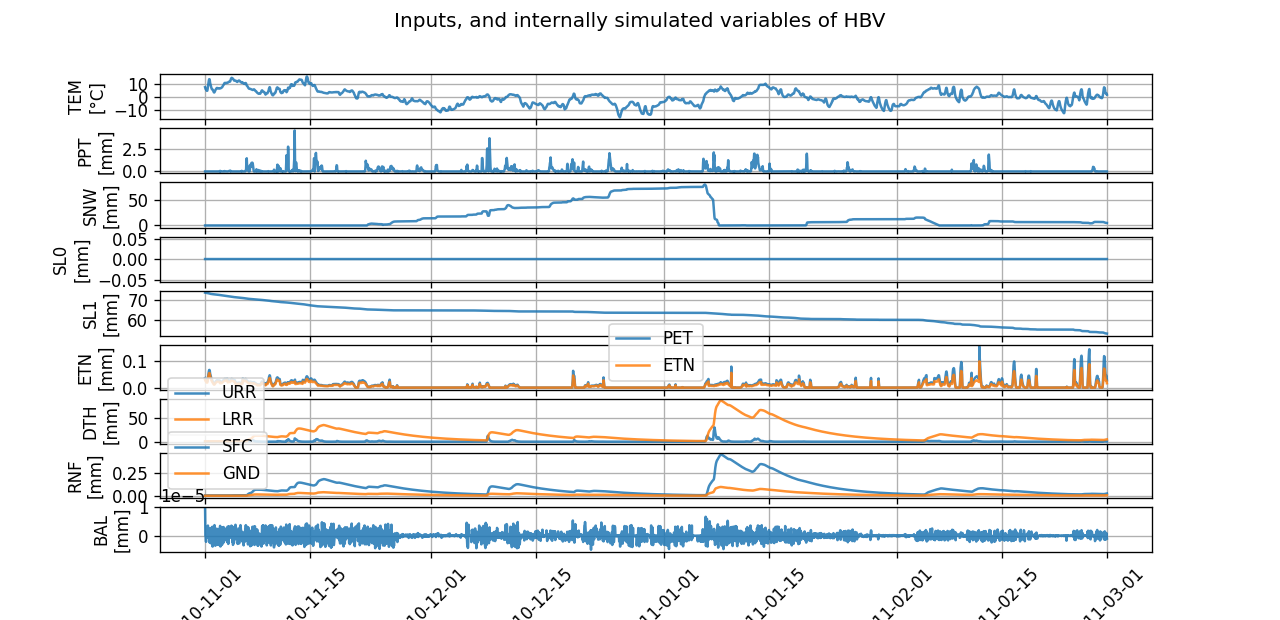 Inputs, and internally simulated variables of HBV
TEM
[°C]
10
0
−10
PPT
[mm]
2.5
0.0
SNW
[mm]
50
0
SL0
[mm]
0.05
0.00
−0.05
SL1
[mm]
70
60
PET
ETN
ETN
[mm]
0.1
0.0
URR
LRR
DTH
[mm]
50
0
SFC
GND
RNF
[mm]
0.25
0.00
1e−5
BAL
[mm]
1
0
10-11-01
10-11-15
10-12-01
10-12-15
11-01-01
11-01-15
11-02-01
11-02-15
11-03-01